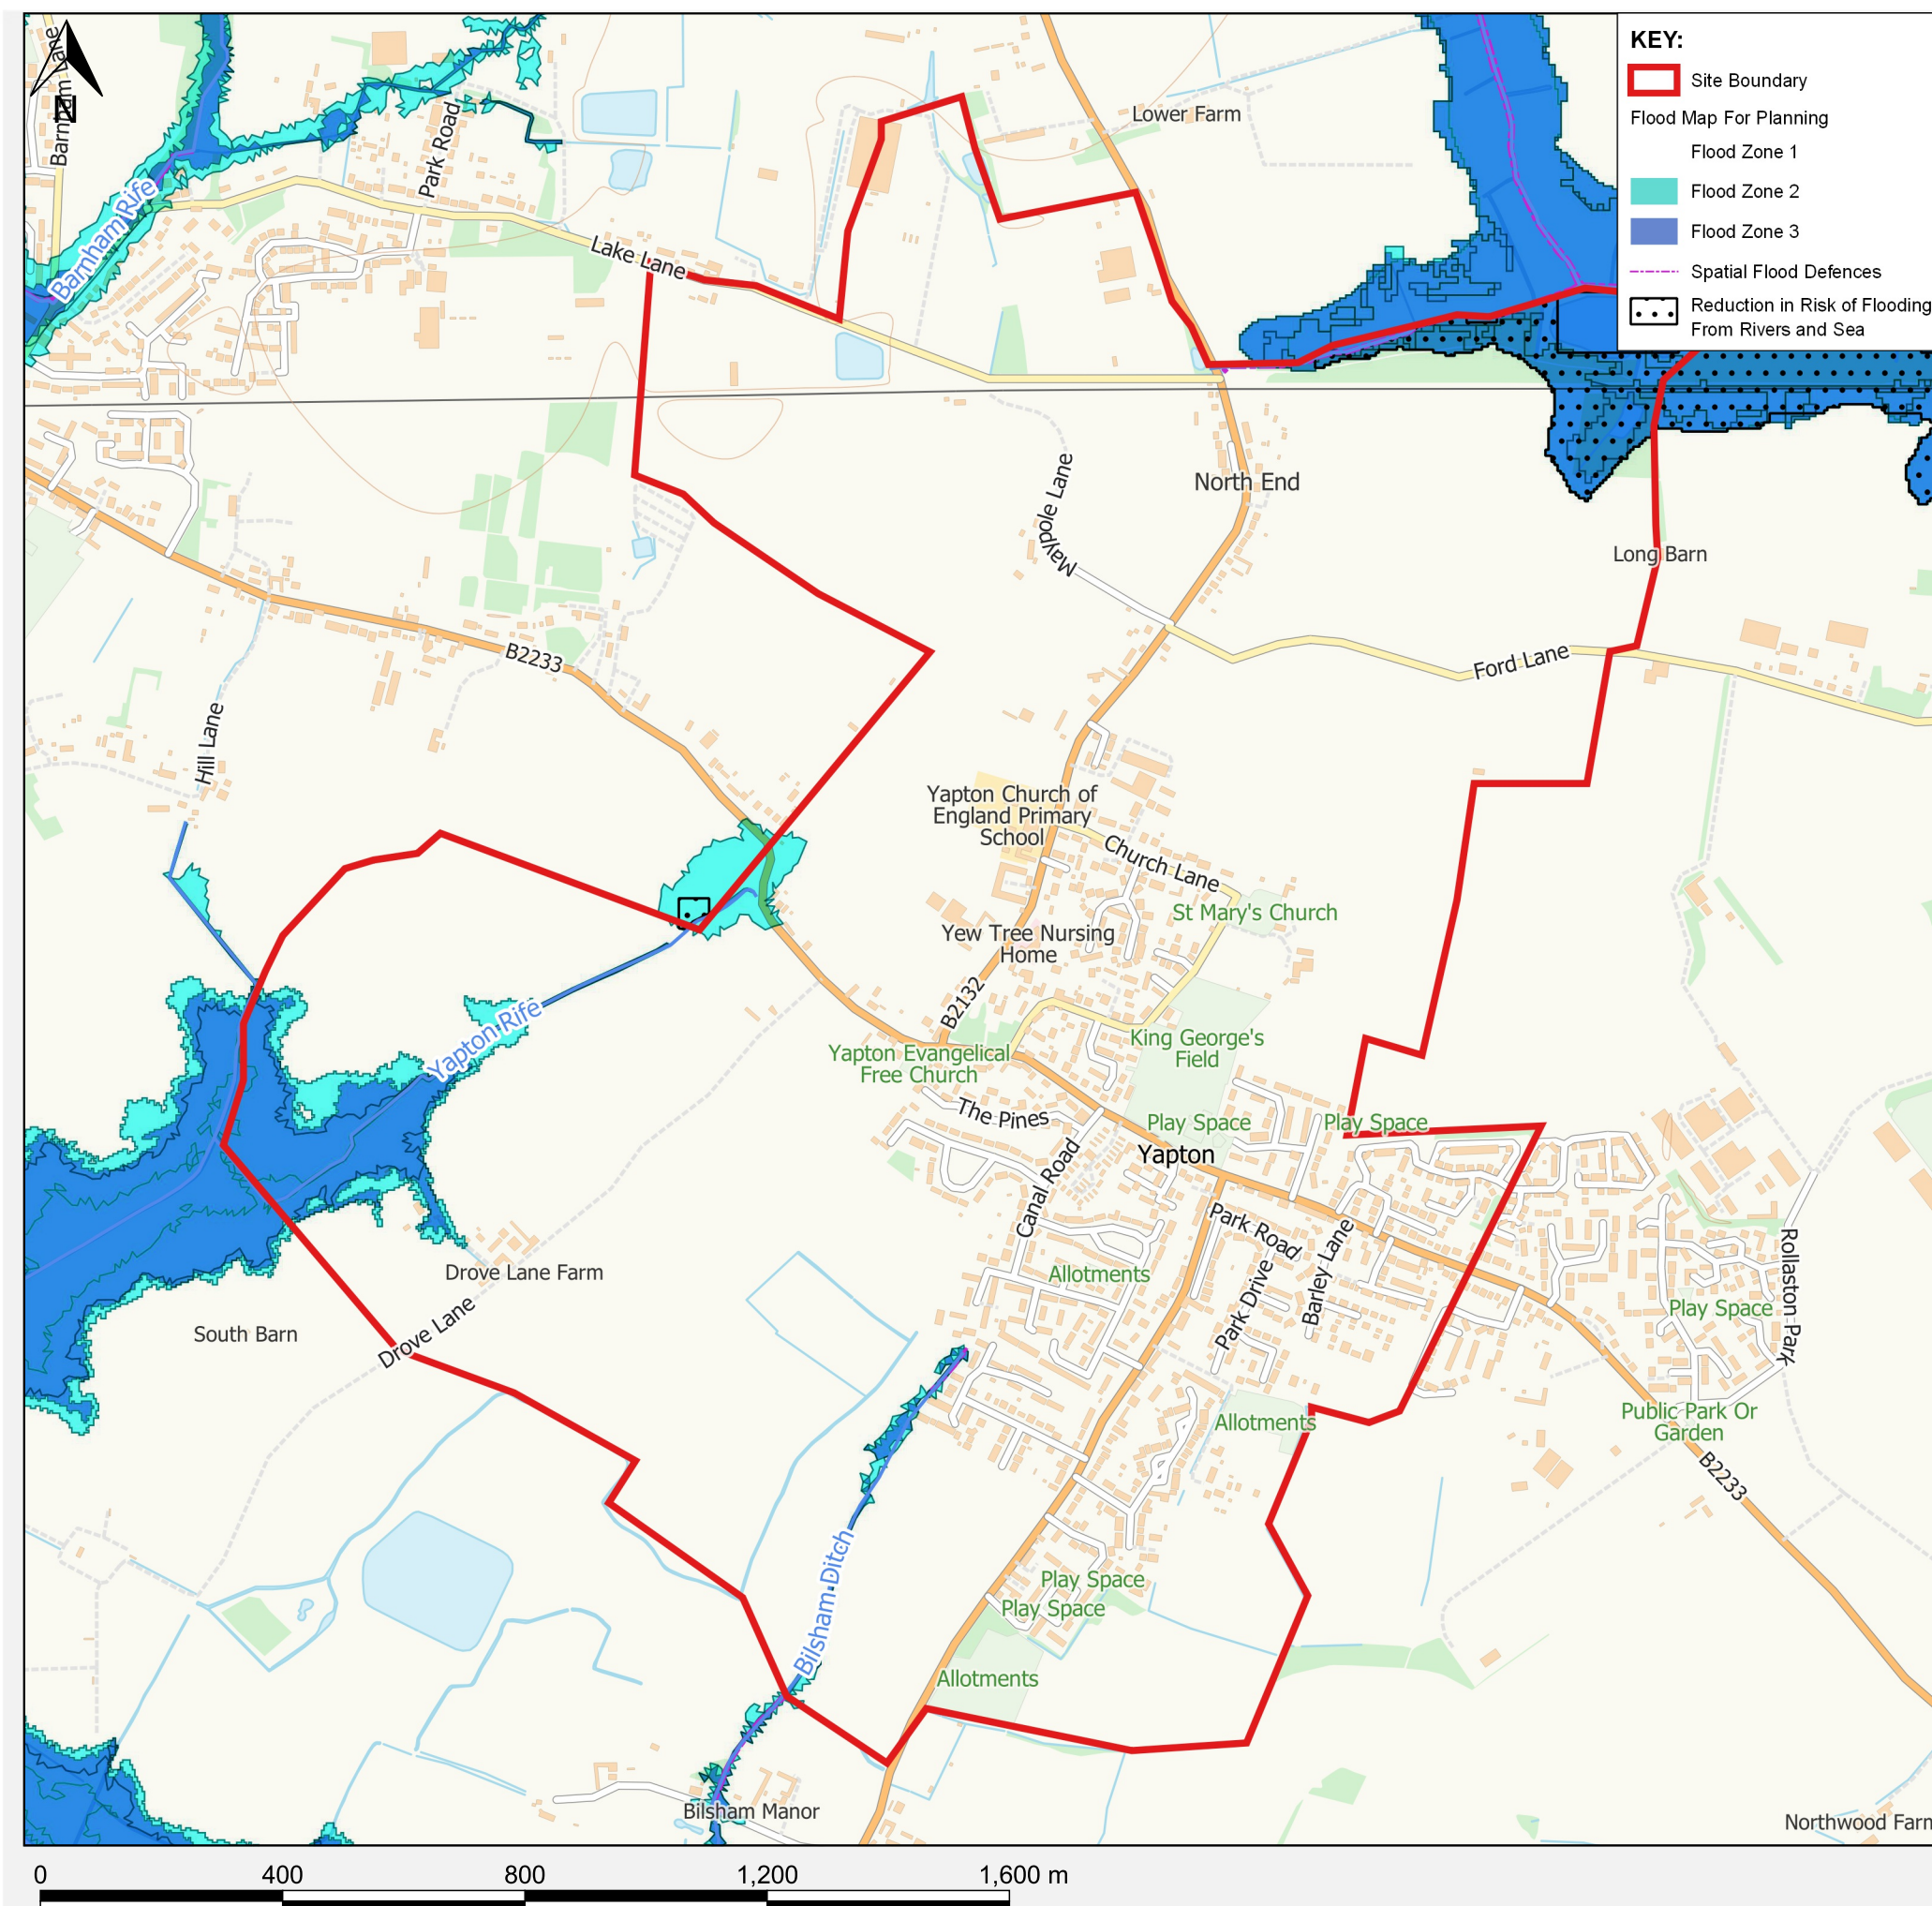 KEY:
Site Boundary
Flood Map For Planning
Flood Zone 1
Flood Zone 2
Flood Zone 3
Spatial Flood Defences
Reduction in Risk of Flooding
From Rivers and Sea
N
Barnham Lane
Park Road
Lower Farm
Barnham Rife
Lake Lane
North End
Maypole Lane
Long Barn
B2233
Ford Lane
Hill Lane
Yapton Church of
England Primary
School
Church Lane
St Mary's Church
Yew Tree Nursing
Home
B2132
Yapton Rife
King George's
Field
Yapton Evangelical
Free Church
The Pines
Play Space
Play Space
Yapton
Canal Road
Park Road
Barley Lane
Park Drive
Allotments
Rollaston Park
Play Space
Drove Lane Farm
South Barn
Drove Lane
Allotments
Public Park Or
Garden
B2233
Bilsham Ditch
Play Space
Play Space
Allotments
Bilsham Manor
Northwood Farm
0 400 800 1,200 1,600 m